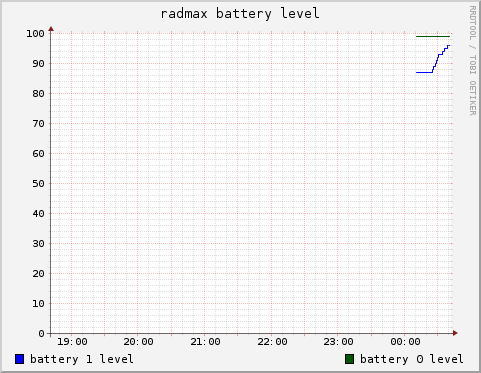 radmax battery level
RRDTOOL / TOBI OETIKER
100
90
80
70
60
50
40
30
20
10
0
19:00 20:00 21:00 22:00 23:00 00:00
battery 1 level battery 0 level